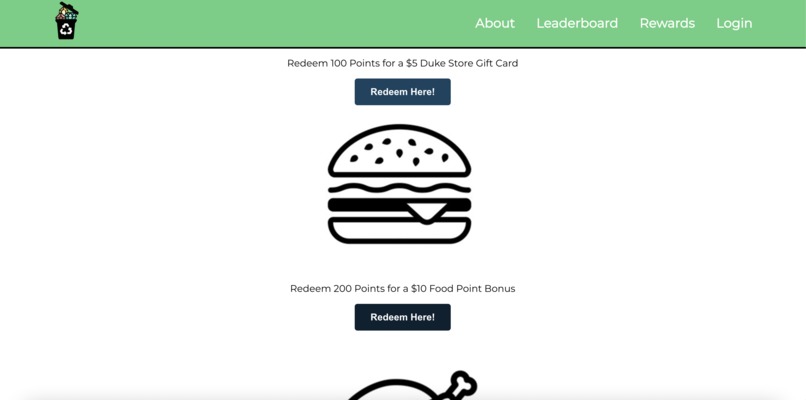 About Leaderboard Rewards Login
Redeem 100 Points for a $5 Duke Store Gift Card
Redeem Here!
Redeem 200 Points for a $10 Food Point Bonus
Redeem Here!